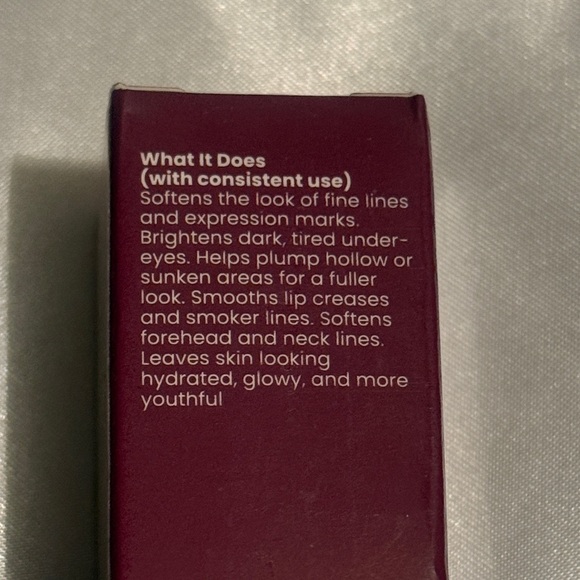 What It Does
(with consistent use)
Softens the look of fine lines
and expression marks.
Brightens dark, tired under-
eyes. Helps plump hollow or
sunken areas for a fuller
look. Smooths lip creases
and smoker lines. Softens
forehead and neck lines.
Leaves skin looking
hydrated, glowy, and more
youthful